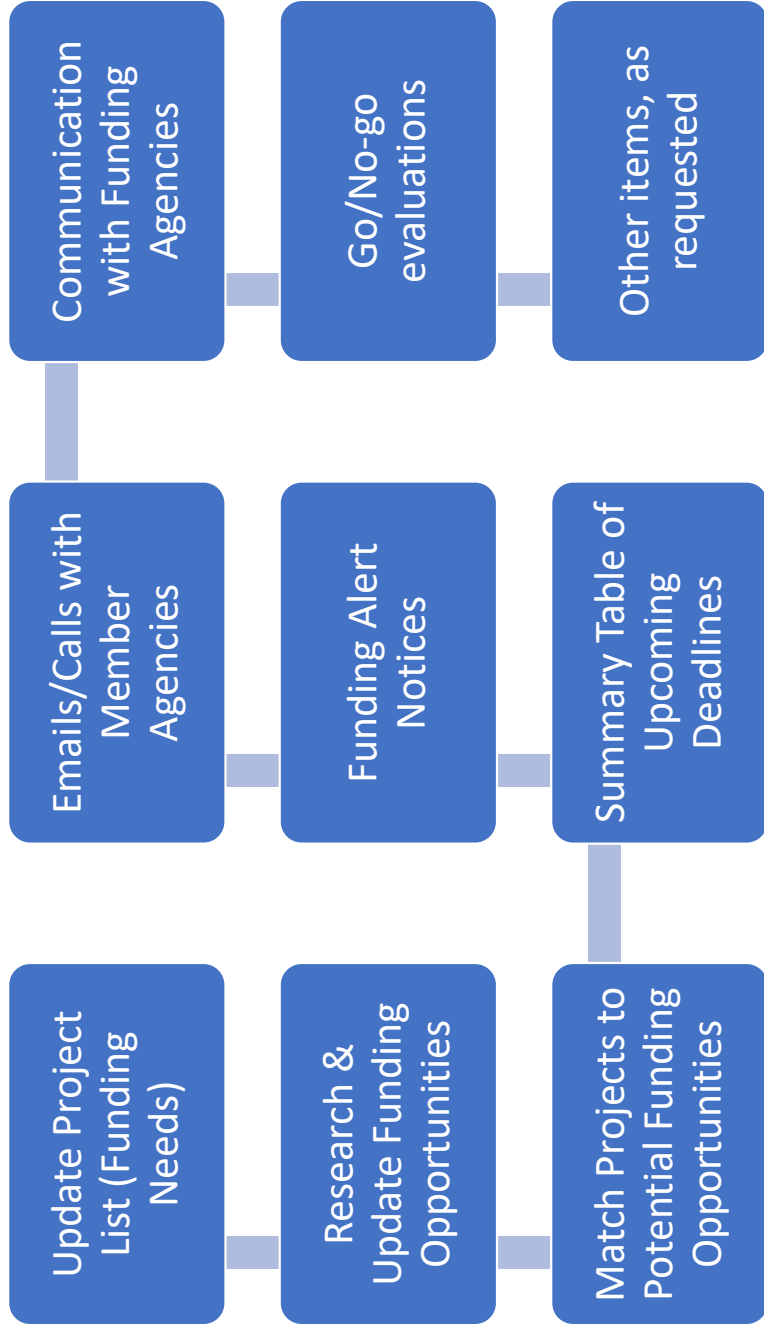 Update Project
List (Funding
Needs)
Research &
Update Funding
Opportunities
Match Projects to
Potential Funding
Opportunities
Summary Table of
Upcoming
Deadlines
Funding Alert
Notices
Emails/Calls with
Member
Agencies
Communication
with Funding
Agencies
Go/No-go
evaluations
Other items, as
requested